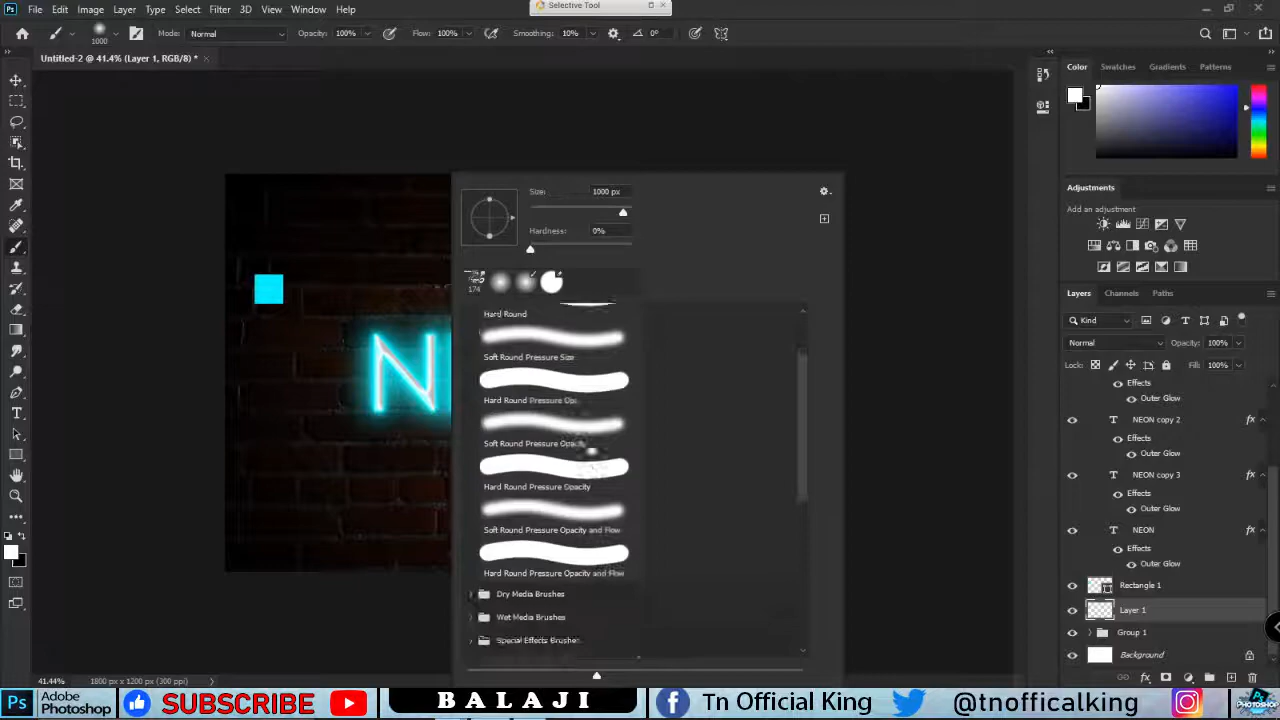 Selective Tool
Ps File Edit Image Layer Type Select Filter 3D View Window Help
1000 Mode: Normal Opacity: 100% Flow: 100% Smoothing: 10% 0°
Untitled-2 @ 41.4% (Layer 1, RGB/8) *
Color Swatches Gradients Patterns
Size: 1000 px
Hardness: 0%
174
Hard Round
Soft Round Pressure Size
Hard Round Pressure
Soft Round Pressure
Hard Round Pressure Opacity
Soft Round Pressure Opacity and Flow
Hard Round Pressure Opacity and Flow
Dry Media Brushes
Wet Media Brushes
Special Effects Brushes
N
Adjustments
Add an adjustment
Layers Channels Paths
Kind
Normal Opacity: 100%
Lock: Fill: 100%
Effects
Outer Glow
T NEON copy 2 fx
Effects
Outer Glow
T NEON copy 3 fx
Effects
Outer Glow
T NEON fx
Effects
Outer Glow
Rectangle 1
Layer 1
Group 1
Background
41.44% 1800 px x 1200 px (300 ppi)
Ps Adobe Photoshop SUBSCRIBE BALAJI Tn Official King @tnofficalking